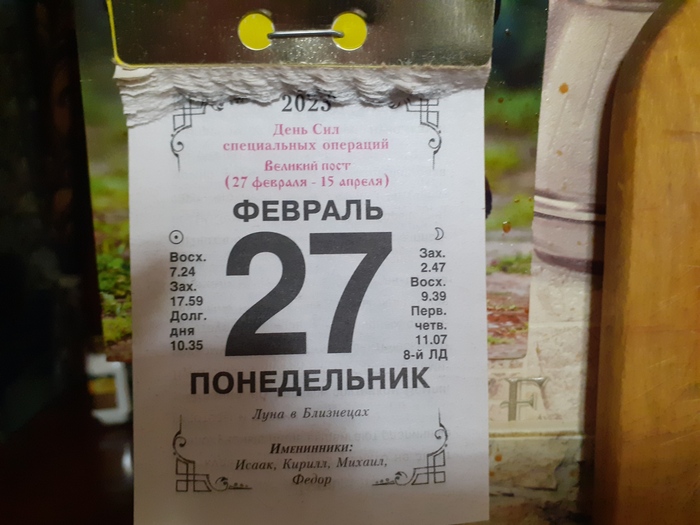 2023
День Сил
специальных операций
Великий пост
(27 февраля - 15 апреля)
ФЕВРАЛЬ
27
Восх.
7.24
Зах.
17.59
Долг.
дня
10.35
Зах.
2.47
Восх.
9.39
Перв.
четв.
11.07
8-й ЛД
ПОНЕДЕЛЬНИК
Луна в Близнецах
Именинники:
Исаак, Кирилл, Михаил,
Федор
F